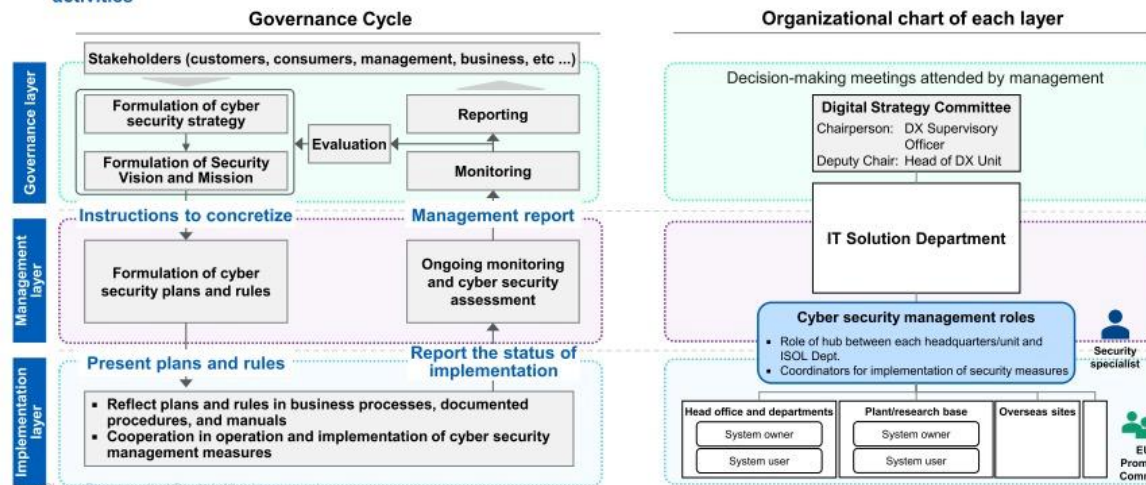 activities
Governance Cycle
Stakeholders (customers, consumers, management, business, etc ...)
Governance layer
Formulation of cyber
security strategy
Formulation of Security
Vision and Mission
Evaluation
Reporting
Monitoring
Instructions to concretize
Management report
Management
layer
Formulation of cyber
security plans and rules
Ongoing monitoring
and cyber security
assessment
Present plans and rules
Report the status of
implementation
Implementation
layer
▪ Reflect plans and rules in business processes, documented
procedures, and manuals
▪ Cooperation in operation and implementation of cyber security
management measures
Organizational chart of each layer
Decision-making meetings attended by management
Digital Strategy Committee
Chairperson: DX Supervisory
Officer
Deputy Chair: Head of DX Unit
IT Solution Department
Cyber security management roles
▪ Role of hub between each headquarters/unit and
ISOL Dept.
▪ Coordinators for implementation of security measures
Security
specialist
Head office and departments
System owner
System user
Plant/research base
System owner
System user
Overseas sites